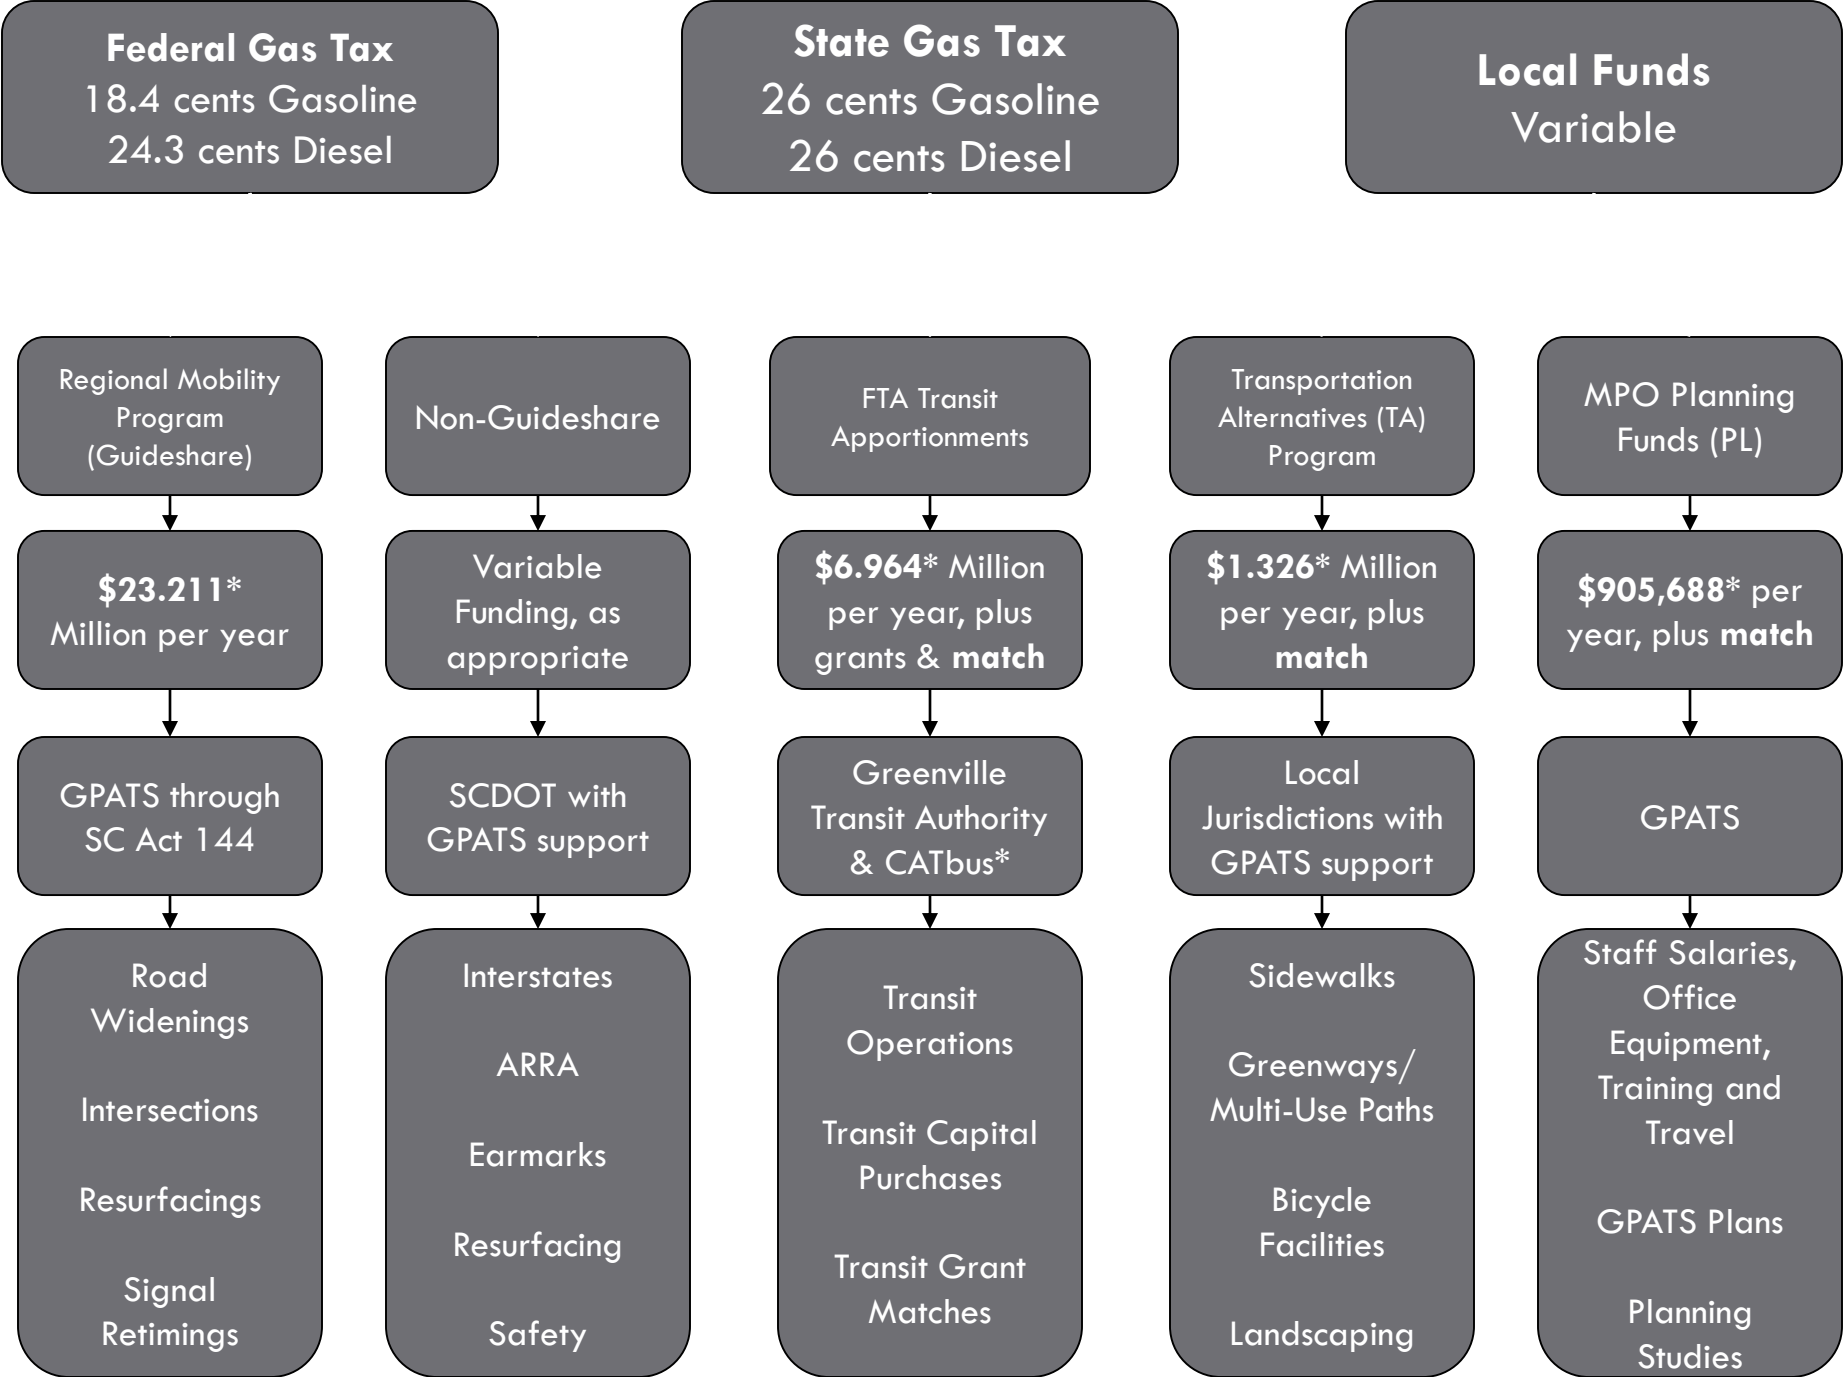 Federal Gas Tax
18.4 cents Gasoline
24.3 cents Diesel
State Gas Tax
26 cents Gasoline
26 cents Diesel
Local Funds
Variable
Regional Mobility
Program
(Guideshare)
Non-Guideshare
FTA Transit
Apportionments
Transportation
Alternatives (TA)
Program
MPO Planning
Funds (PL)
$23.211*
Million per year
Variable
Funding, as
appropriate
$6.964* Million
per year, plus
grants & match
$1.326* Million
per year, plus
match
$905,688* per
year, plus match
GPATS through
SC Act 144
SCDOT with
GPATS support
Greenville
Transit Authority
& CATbus*
Local
Jurisdictions with
GPATS support
GPATS
Road
Widenings
Intersections
Resurfacings
Signal
Retimings
Interstates
ARRA
Earmarks
Resurfacing
Safety
Transit
Operations
Transit Capital
Purchases
Transit Grant
Matches
Sidewalks
Greenways/
Multi-Use Paths
Bicycle
Facilities
Landscaping
Staff Salaries,
Office
Equipment,
Training and
Travel
GPATS Plans
Planning
Studies